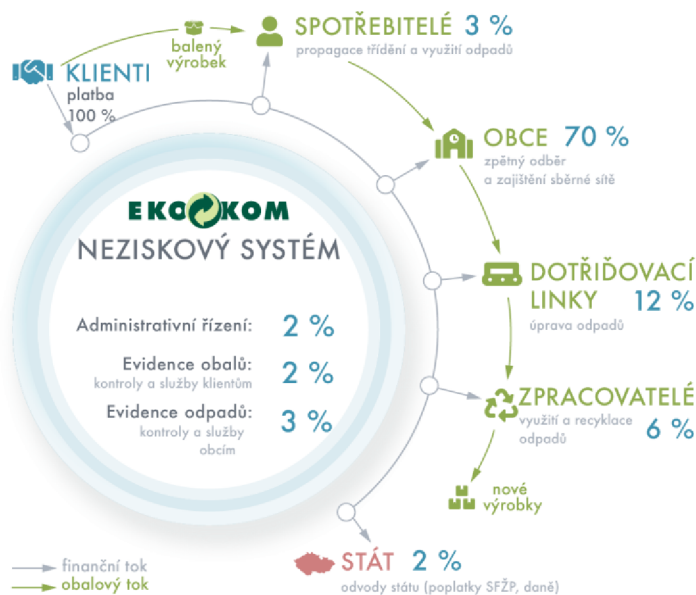 SPOTŘEBITELÉ 3 %
propagace třídění a využití odpadů
balený
výrobek
KLIENTI
platba
100 %
OBCE 70 %
zpětný odběr
a zajištění sběrné sítě
EKO KOM
NEZISKOVÝ SYSTÉM
DOTŘIĎOVACÍ
LINKY 12 %
úprava odpadů
Administrativní řízení: 2 %
Evidence obalů: 2 %
kontroly a služby klientům
Evidence odpadů: 3 %
kontroly a služby
obcím
ZPRACOVATELÉ
využití a recyklace
odpadů 6 %
nové
výrobky
STÁT 2 %
odvody státu (poplatky SFŽP, daně)
finanční tok
obalový tok